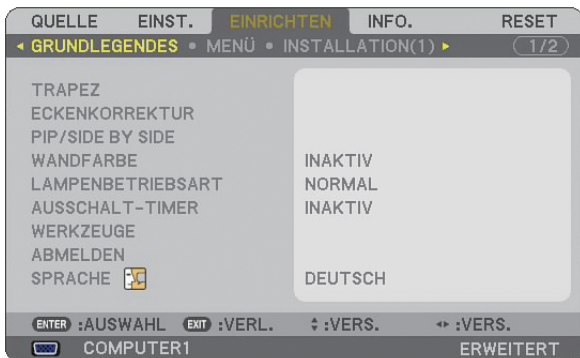 QUELLE EINST. EINRICHTEN INFO. RESET
GRUNDLEGENDES • MENÜ • INSTALLATION(1) 1/2
TRAPEZ
ECKENKORREKTUR
PIP/SIDE BY SIDE
WANDFARBE INAKTIV
LAMPENBETRIEBSART NORMAL
AUSSCHALT-TIMER INAKTIV
WERKZEUGE
ABMELDEN
SPRACHE DEUTSCH
ENTER :AUSWAHL EXIT :VERL. :VERS. :VERS.
COMPUTER1 ERWEITERT